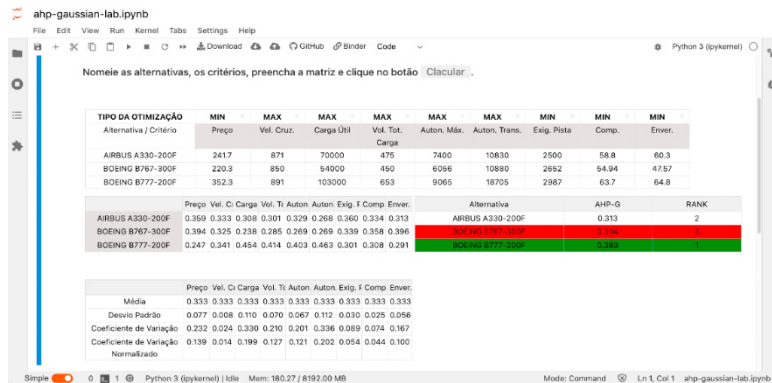 ahp-gaussian-lab.ipynb
File Edit View Run Kernel Tabs Settings Help
Download GitHub Binder Code Python 3 (ipykernel)
Nomeie as alternativas, os critérios, preencha a matriz e clique no botão Clacular .
TIPO DA OTIMIZAÇÃO MIN MAX MAX MAX MAX MAX MIN MIN MIN
Alternativa / Critério Preço Vel. Cruz. Carga Útil Vol. Tot. Carga Auton. Máx. Auton. Trans. Exig. Pista Comp. Enver.
AIRBUS A330-200F 241.7 871 70000 475 7400 10830 2500 58.8 60.3
BOEING B767-300F 220.3 850 54000 450 6056 10880 2652 54.94 47.57
BOEING B777-200F 352.3 891 103000 653 9065 18705 2987 63.7 64.8
Preço Vel. Ci Carga Vol. Tc Auton Auton Exig. F Comp Enver. Alternativa AHP-G RANK
AIRBUS A330-200F 0.359 0.333 0.308 0.301 0.329 0.268 0.360 0.334 0.313 AIRBUS A330-200F 0.313 2
BOEING B767-300F 0.394 0.325 0.238 0.285 0.269 0.269 0.339 0.358 0.396 BOEING B767-300F 0.304 3
BOEING B777-200F 0.247 0.341 0.454 0.414 0.403 0.463 0.301 0.308 0.291 BOEING B777-200F 0.383 1
Preço Vel. Ci Carga Vol. Tc Auton. Auton. Exig. F Comp Enver.
Média 0.333 0.333 0.333 0.333 0.333 0.333 0.333 0.333 0.333
Desvio Padrão 0.077 0.008 0.110 0.070 0.067 0.112 0.030 0.025 0.056
Coeficiente de Variação 0.232 0.024 0.330 0.210 0.201 0.336 0.089 0.074 0.167
Coeficiente de Variação Normalizado 0.139 0.014 0.199 0.127 0.121 0.202 0.054 0.044 0.100
Simple 0 1 Python 3 (ipykernel) | Idle Mem: 180.27 / 8192.00 MB Mode: Command Ln 1, Col 1 ahp-gaussian-lab.ipynb